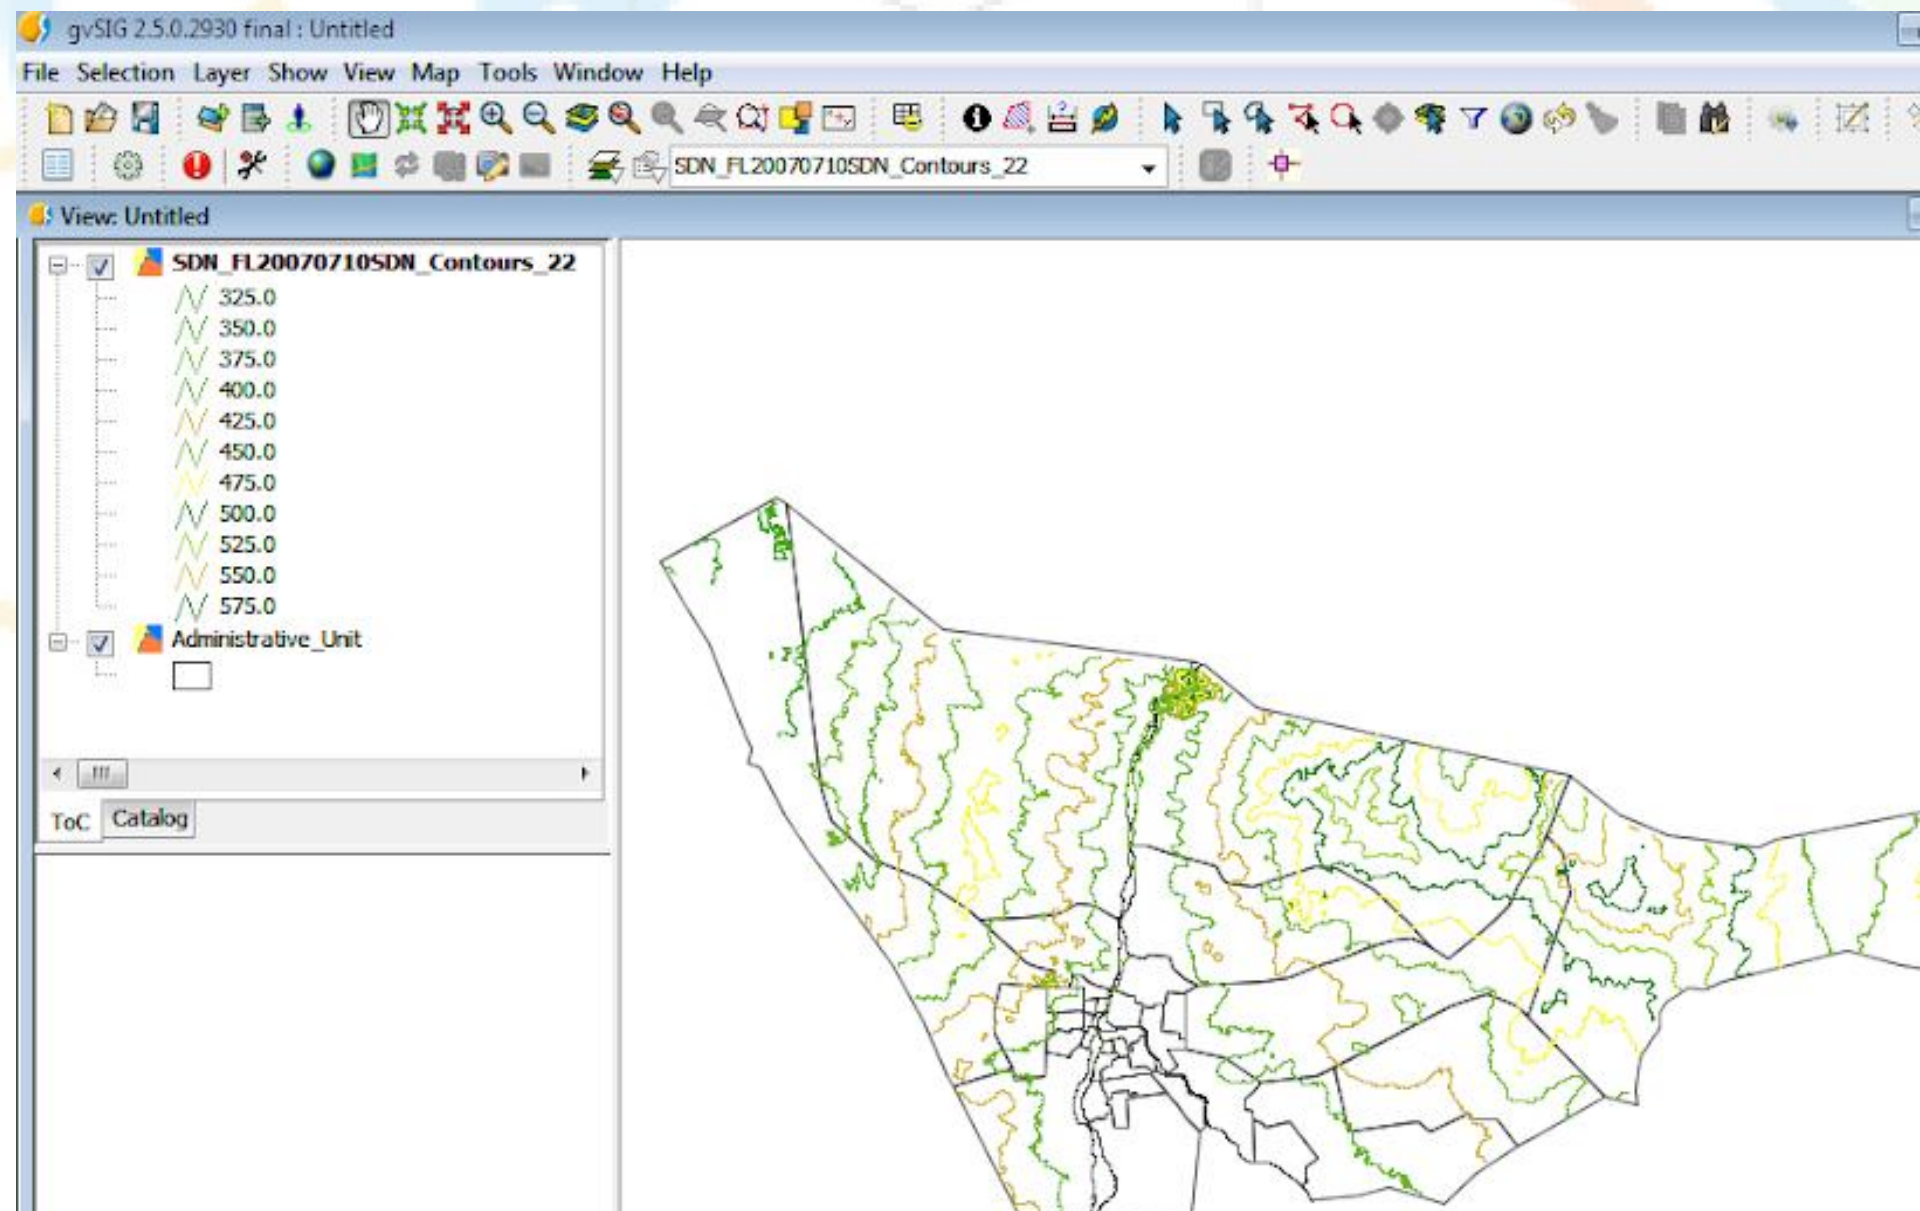 gvSIG 2.5.0.2930 final : Untitled
File Selection Layer Show View Map Tools Window Help
SDN_FL20070710SDN_Contours_22
View: Untitled
SDN_FL20070710SDN_Contours_22
325.0
350.0
375.0
400.0
425.0
450.0
475.0
500.0
525.0
550.0
575.0
Administrative_Unit
ToC Catalog